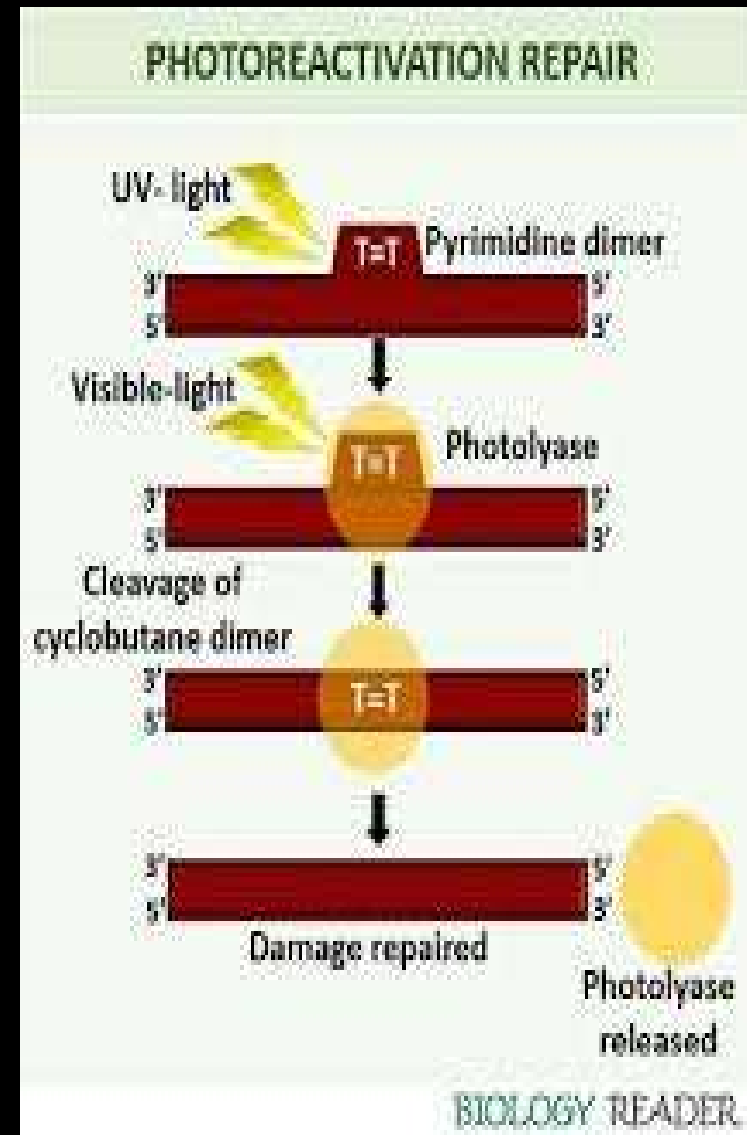 PHOTOREACTIVATION REPAIR
UV- light
T=T
Pyrimidine dimer
3' 5'
5' 3'
Visible-light
T=T
Photolyase
3' 5'
5' 3'
Cleavage of
cyclobutane dimer
3' 5'
T=T
5' 3'
3' 5'
5' 3'
Damage repaired
Photolyase
released
BIOLOGY READER